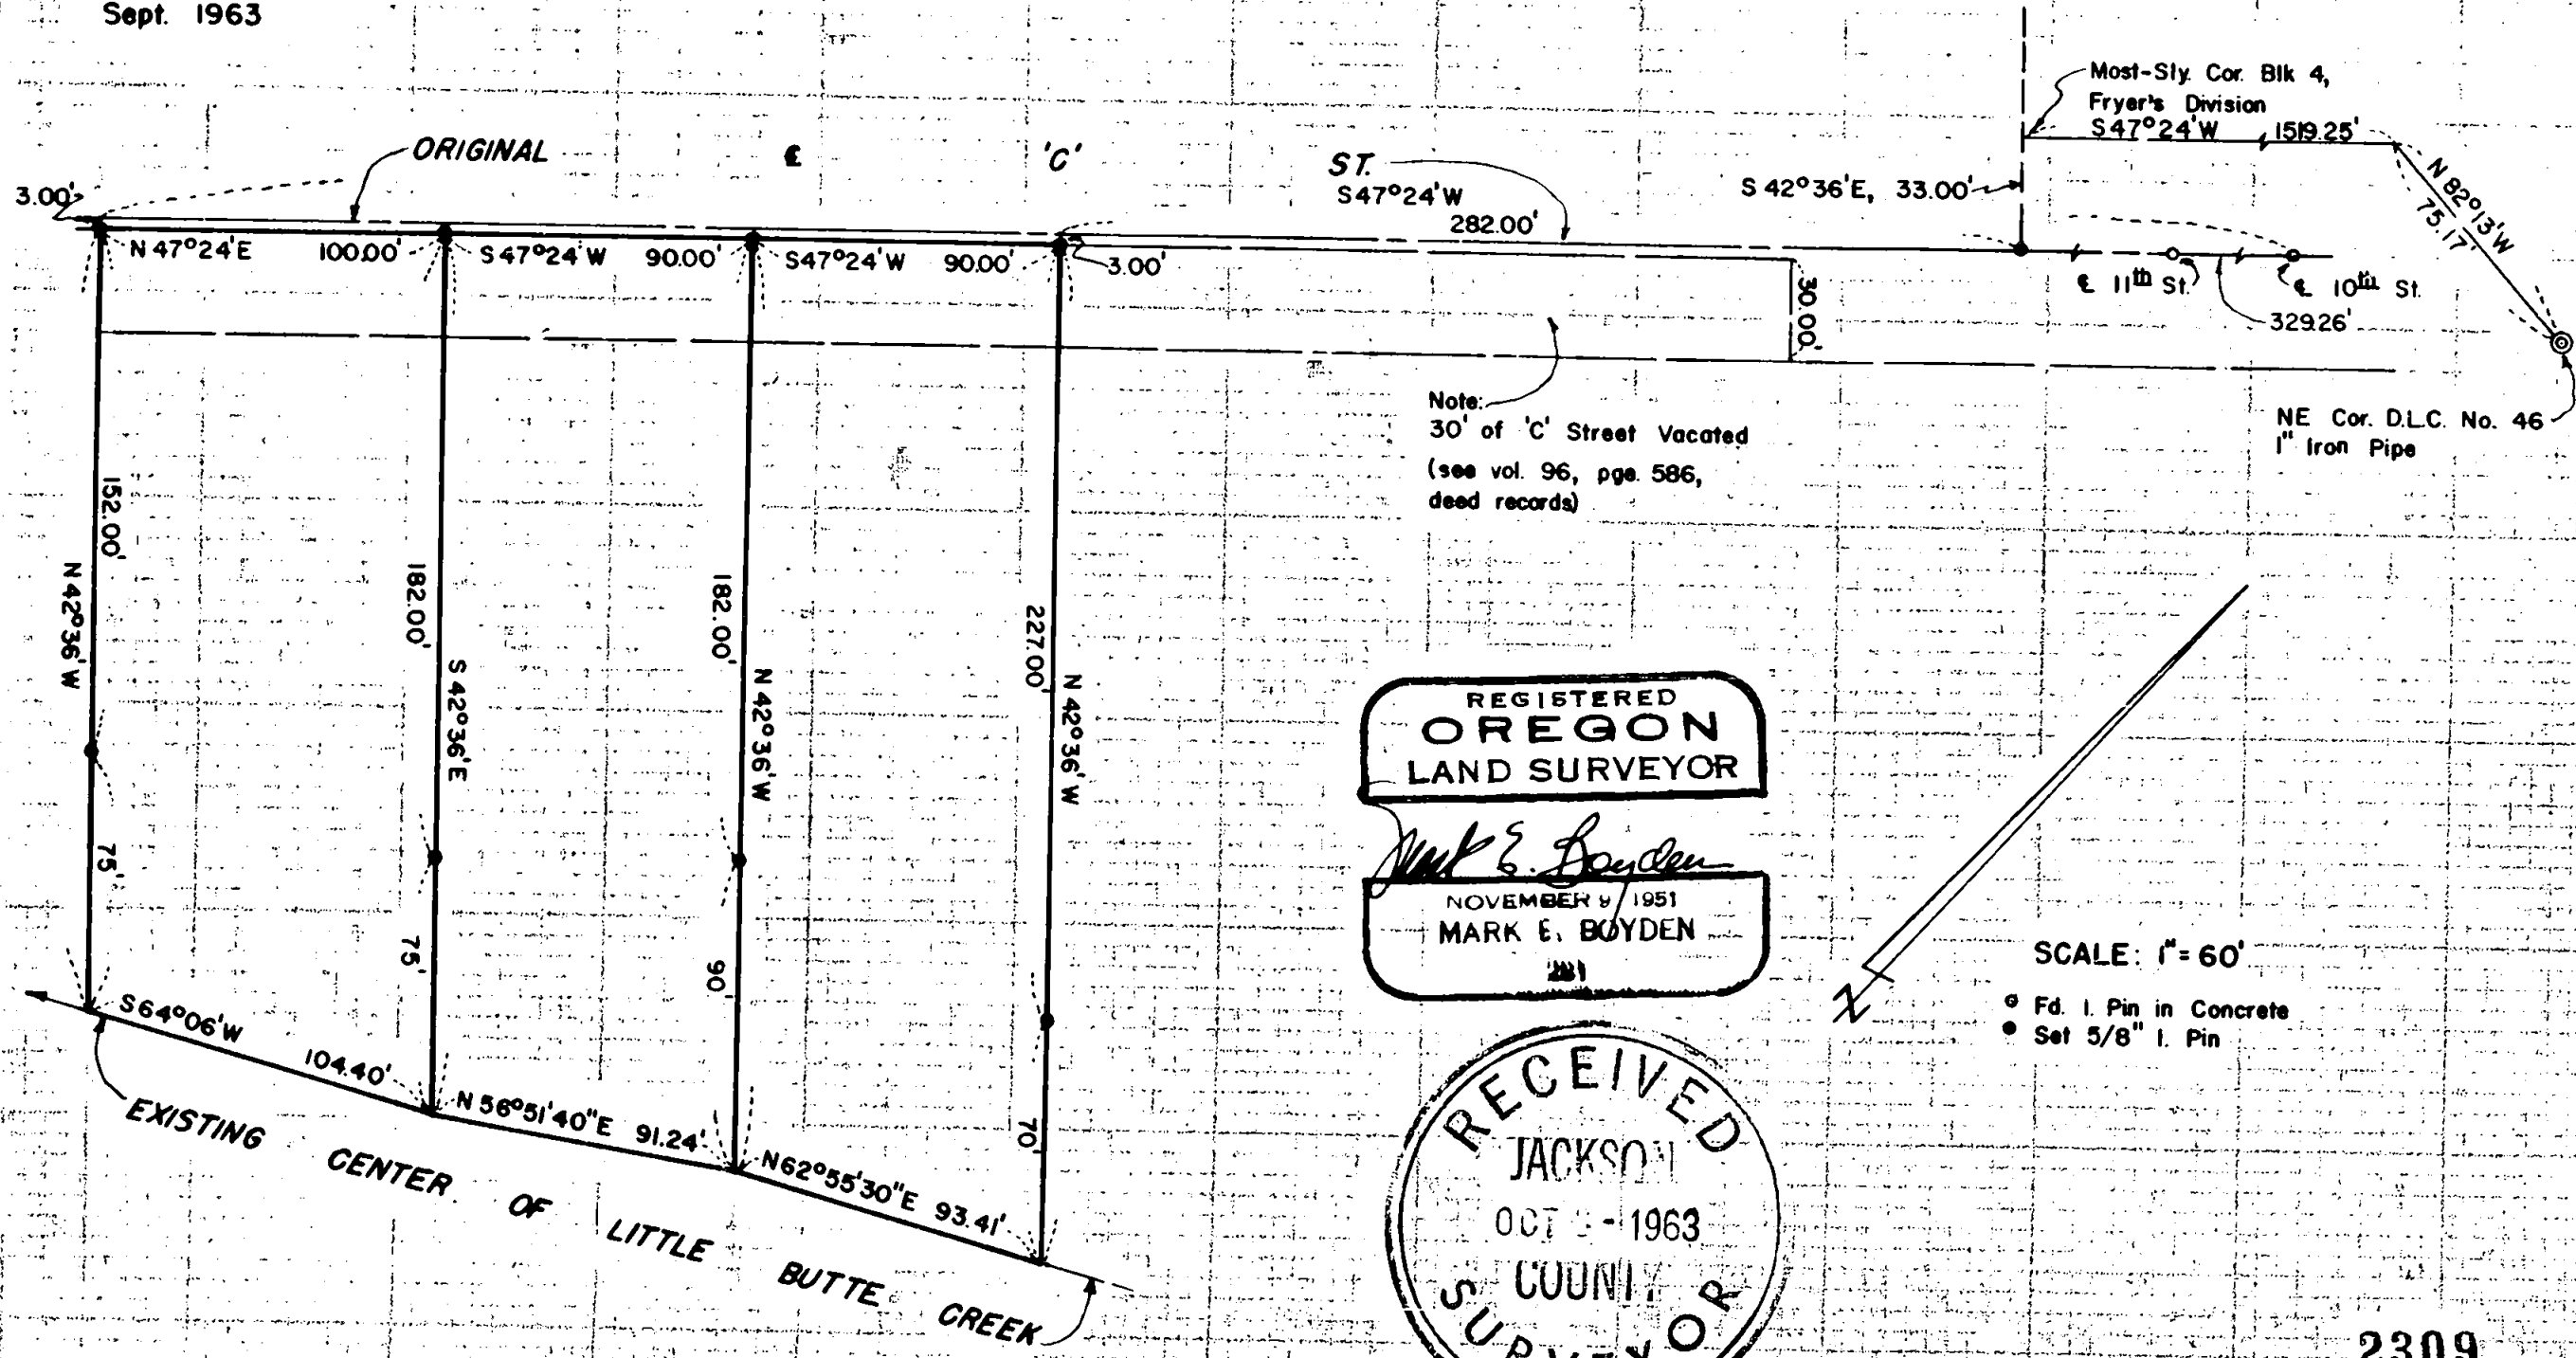 Sept. 1963
Most-Sly. Cor. Blk 4,
Fryer's Division
S47°24'W 1519.25'
N 82°13'W
75.17'
ORIGINAL ℄ 'C' ST.
S47°24'W
282.00'
S 42°36'E, 33.00'
3.00'
N 47°24'E 100.00'
S 47°24'W 90.00'
S47°24'W 90.00'
3.00'
30.00'
℄ 11th St.
℄ 10th St.
329.26'
Note:
30' of 'C' Street Vacated
(see vol. 96, pge. 586,
deed records)
NE Cor. D.L.C. No. 46
1" Iron Pipe
152.00'
N 42°36'W
75'
182.00'
S 42°36'E
75'
182.00'
N 42°36'W
90'
227.00'
N 42°36'W
70'
REGISTERED
OREGON
LAND SURVEYOR
Mark E. Boyden
NOVEMBER 9, 1951
MARK E. BOYDEN
N
SCALE: 1"= 60'
Fd. I. Pin in Concrete
Set 5/8" I. Pin
S64°06'W 104.40'
N 56°51'40"E 91.24'
N62°55'30"E 93.41'
EXISTING CENTER OF LITTLE BUTTE CREEK
RECEIVED
JACKSON
OCT - 1963
COUNTY
SURVEYOR
2309